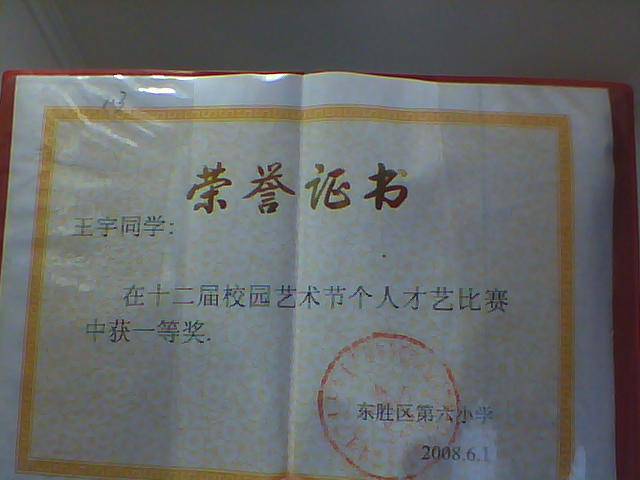 荣誉证书
王宇同学:
在十二届校园艺术节个人才艺比赛
中获一等奖.
东胜区第六小学
2008.6.1